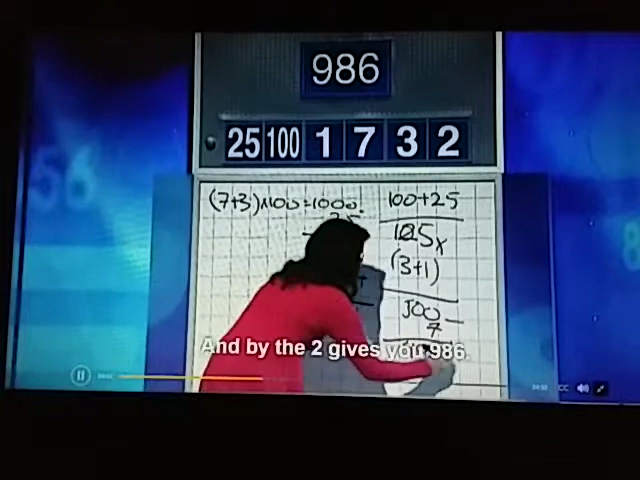 986
25 100 1 7 3 2
(7+3)×100=1000
100+25
125×
(3+1)
500
7 —
And by the 2 gives you 986.
CC